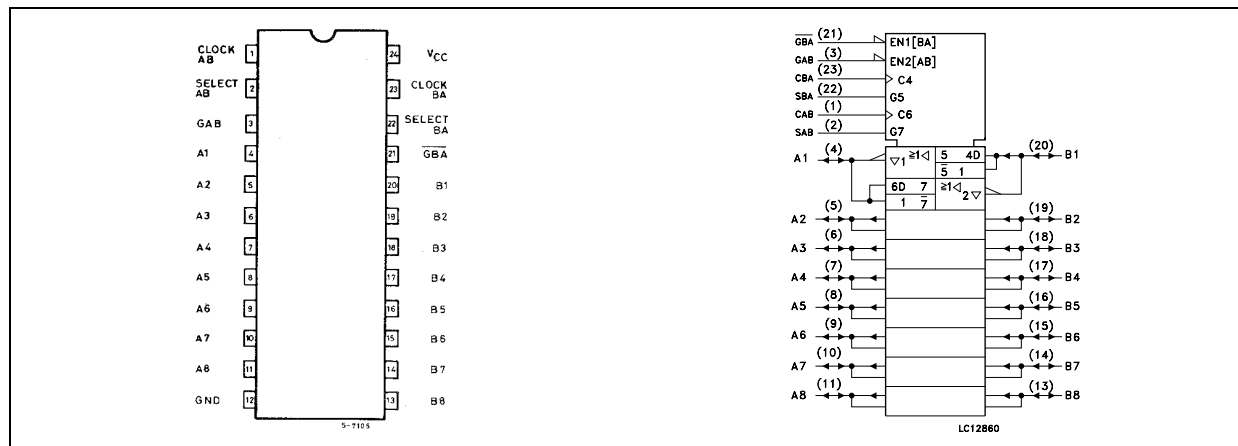 CLOCK AB 1 24 VCC
SELECT AB 2 23 CLOCK BA
GAB 3 22 SELECT BA
A1 4 21 GBA
A2 5 20 B1
A3 6 19 B2
A4 7 18 B3
A5 8 17 B4
A6 9 16 B5
A7 10 15 B6
A8 11 14 B7
GND 12 13 B8
S-7105
GBA (21) EN1[BA]
GAB (3) EN2[AB]
CBA (23) C4
SBA (22) G5
CAB (1) C6
SAB (2) G7
A1 (4) ▽1 ≥1◁ 5 4D (20) B1
5 1
6D 7 ≥1◁ 2▽
1 7
A2 (5) (19) B2
A3 (6) (18) B3
A4 (7) (17) B4
A5 (8) (16) B5
A6 (9) (15) B6
A7 (10) (14) B7
A8 (11) (13) B8
LC12860